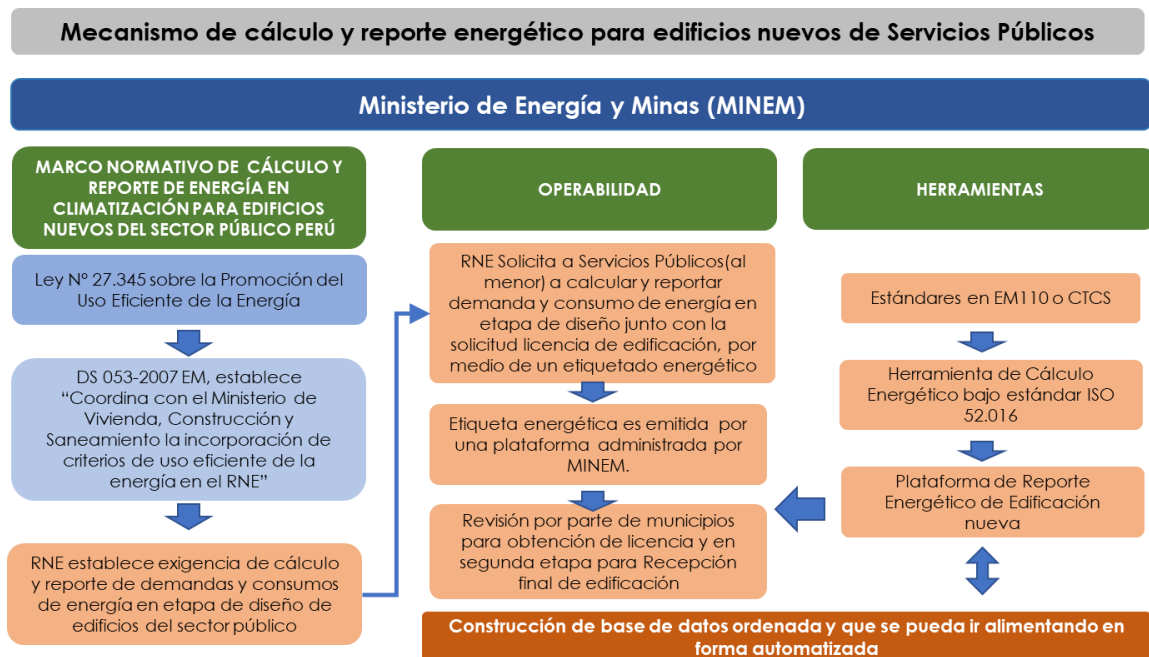 Mecanismo de cálculo y reporte energético para edificios nuevos de Servicios Públicos
Ministerio de Energía y Minas (MINEM)
MARCO NORMATIVO DE CÁLCULO Y
REPORTE DE ENERGÍA EN
CLIMATIZACIÓN PARA EDIFICIOS
NUEVOS DEL SECTOR PÚBLICO PERÚ
Ley Nº 27.345 sobre la Promoción del
Uso Eficiente de la Energía
DS 053-2007 EM, establece
“Coordina con el Ministerio de
Vivienda, Construcción y
Saneamiento la incorporación de
criterios de uso eficiente de la
energía en el RNE”
RNE establece exigencia de cálculo
y reporte de demandas y consumos
de energía en etapa de diseño de
edificios del sector público
OPERABILIDAD
RNE Solicita a Servicios Públicos(al
menor) a calcular y reportar
demanda y consumo de energía en
etapa de diseño junto con la
solicitud licencia de edificación, por
medio de un etiquetado energético
Etiqueta energética es emitida por
una plataforma administrada por
MINEM.
Revisión por parte de municipios
para obtención de licencia y en
segunda etapa para Recepción
final de edificación
HERRAMIENTAS
Estándares en EM110 o CTCS
Herramienta de Cálculo
Energético bajo estándar ISO
52.016
Plataforma de Reporte
Energético de Edificación
nueva
Construcción de base de datos ordenada y que se pueda ir alimentando en
forma automatizada